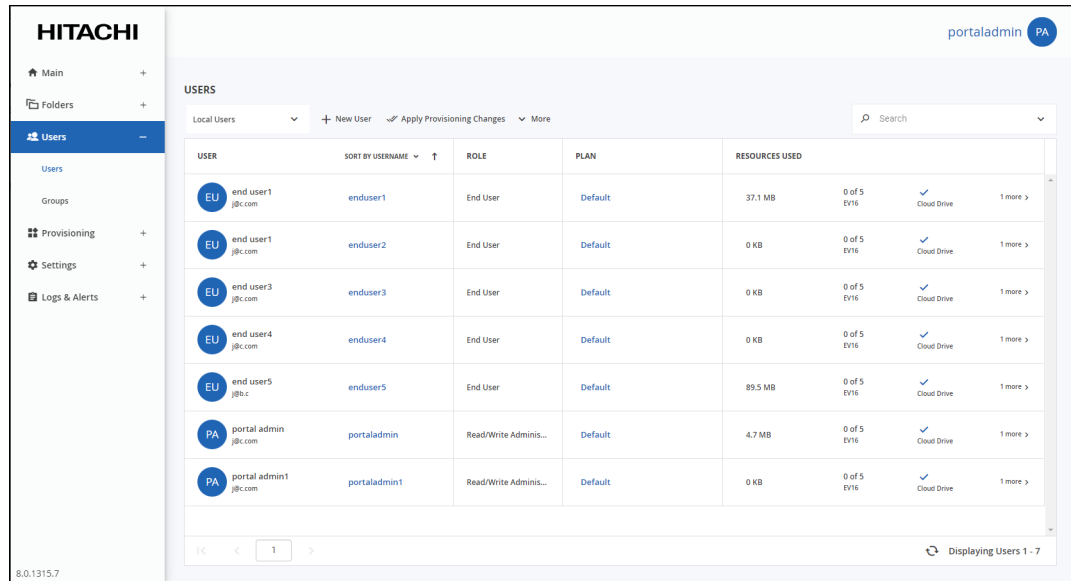 HITACHI
portaladmin PA
Main +
Folders +
Users −
Users
Groups
Provisioning +
Settings +
Logs & Alerts +
8.0.1315.7
USERS
Local Users + New User Apply Provisioning Changes More Search
USER SORT BY USERNAME ↑ ROLE PLAN RESOURCES USED
EU end user1 enduser1 End User Default 37.1 MB 0 of 5 1 more >
j@c.com EV16 Cloud Drive
EU end user1 enduser2 End User Default 0 KB 0 of 5 1 more >
j@c.com EV16 Cloud Drive
EU end user3 enduser3 End User Default 0 KB 0 of 5 1 more >
j@c.com EV16 Cloud Drive
EU end user4 enduser4 End User Default 0 KB 0 of 5 1 more >
j@c.com EV16 Cloud Drive
EU end user5 enduser5 End User Default 89.5 MB 0 of 5 1 more >
j@b.c EV16 Cloud Drive
PA portal admin portaladmin Read/Write Adminis... Default 4.7 MB 0 of 5 1 more >
j@c.com EV16 Cloud Drive
PA portal admin1 portaladmin1 Read/Write Adminis... Default 0 KB 0 of 5 1 more >
j@c.com EV16 Cloud Drive
1 Displaying Users 1 - 7